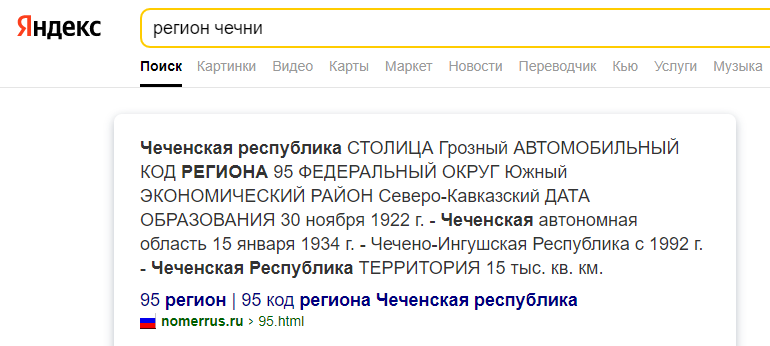 Яндекс
регион чечни
Поиск Картинки Видео Карты Маркет Новости Переводчик Кью Услуги Музыка
Чеченская республика СТОЛИЦА Грозный АВТОМОБИЛЬНЫЙ
КОД РЕГИОНА 95 ФЕДЕРАЛЬНЫЙ ОКРУГ Южный
ЭКОНОМИЧЕСКИЙ РАЙОН Северо-Кавказский ДАТА
ОБРАЗОВАНИЯ 30 ноября 1922 г. - Чеченская автономная
область 15 января 1934 г. - Чечено-Ингушская Республика с 1992 г.
- Чеченская Республика ТЕРРИТОРИЯ 15 тыс. кв. км.
95 регион | 95 код региона Чеченская республика
nomerrus.ru › 95.html